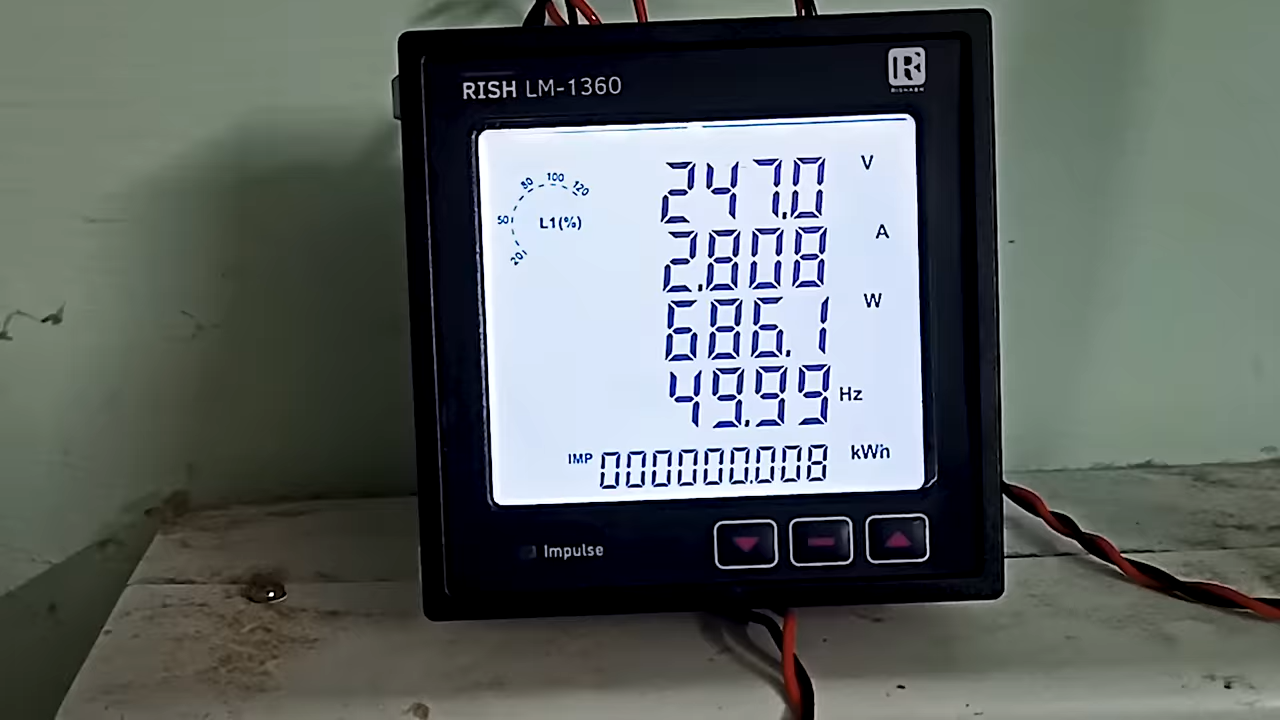 RISH LM-1360
R
RISHABH
247.0 V
2.808 A
686.1 W
49.99 Hz
20 50 80 100 120
L1(%)
IMP 000000.008 kWh
Impulse